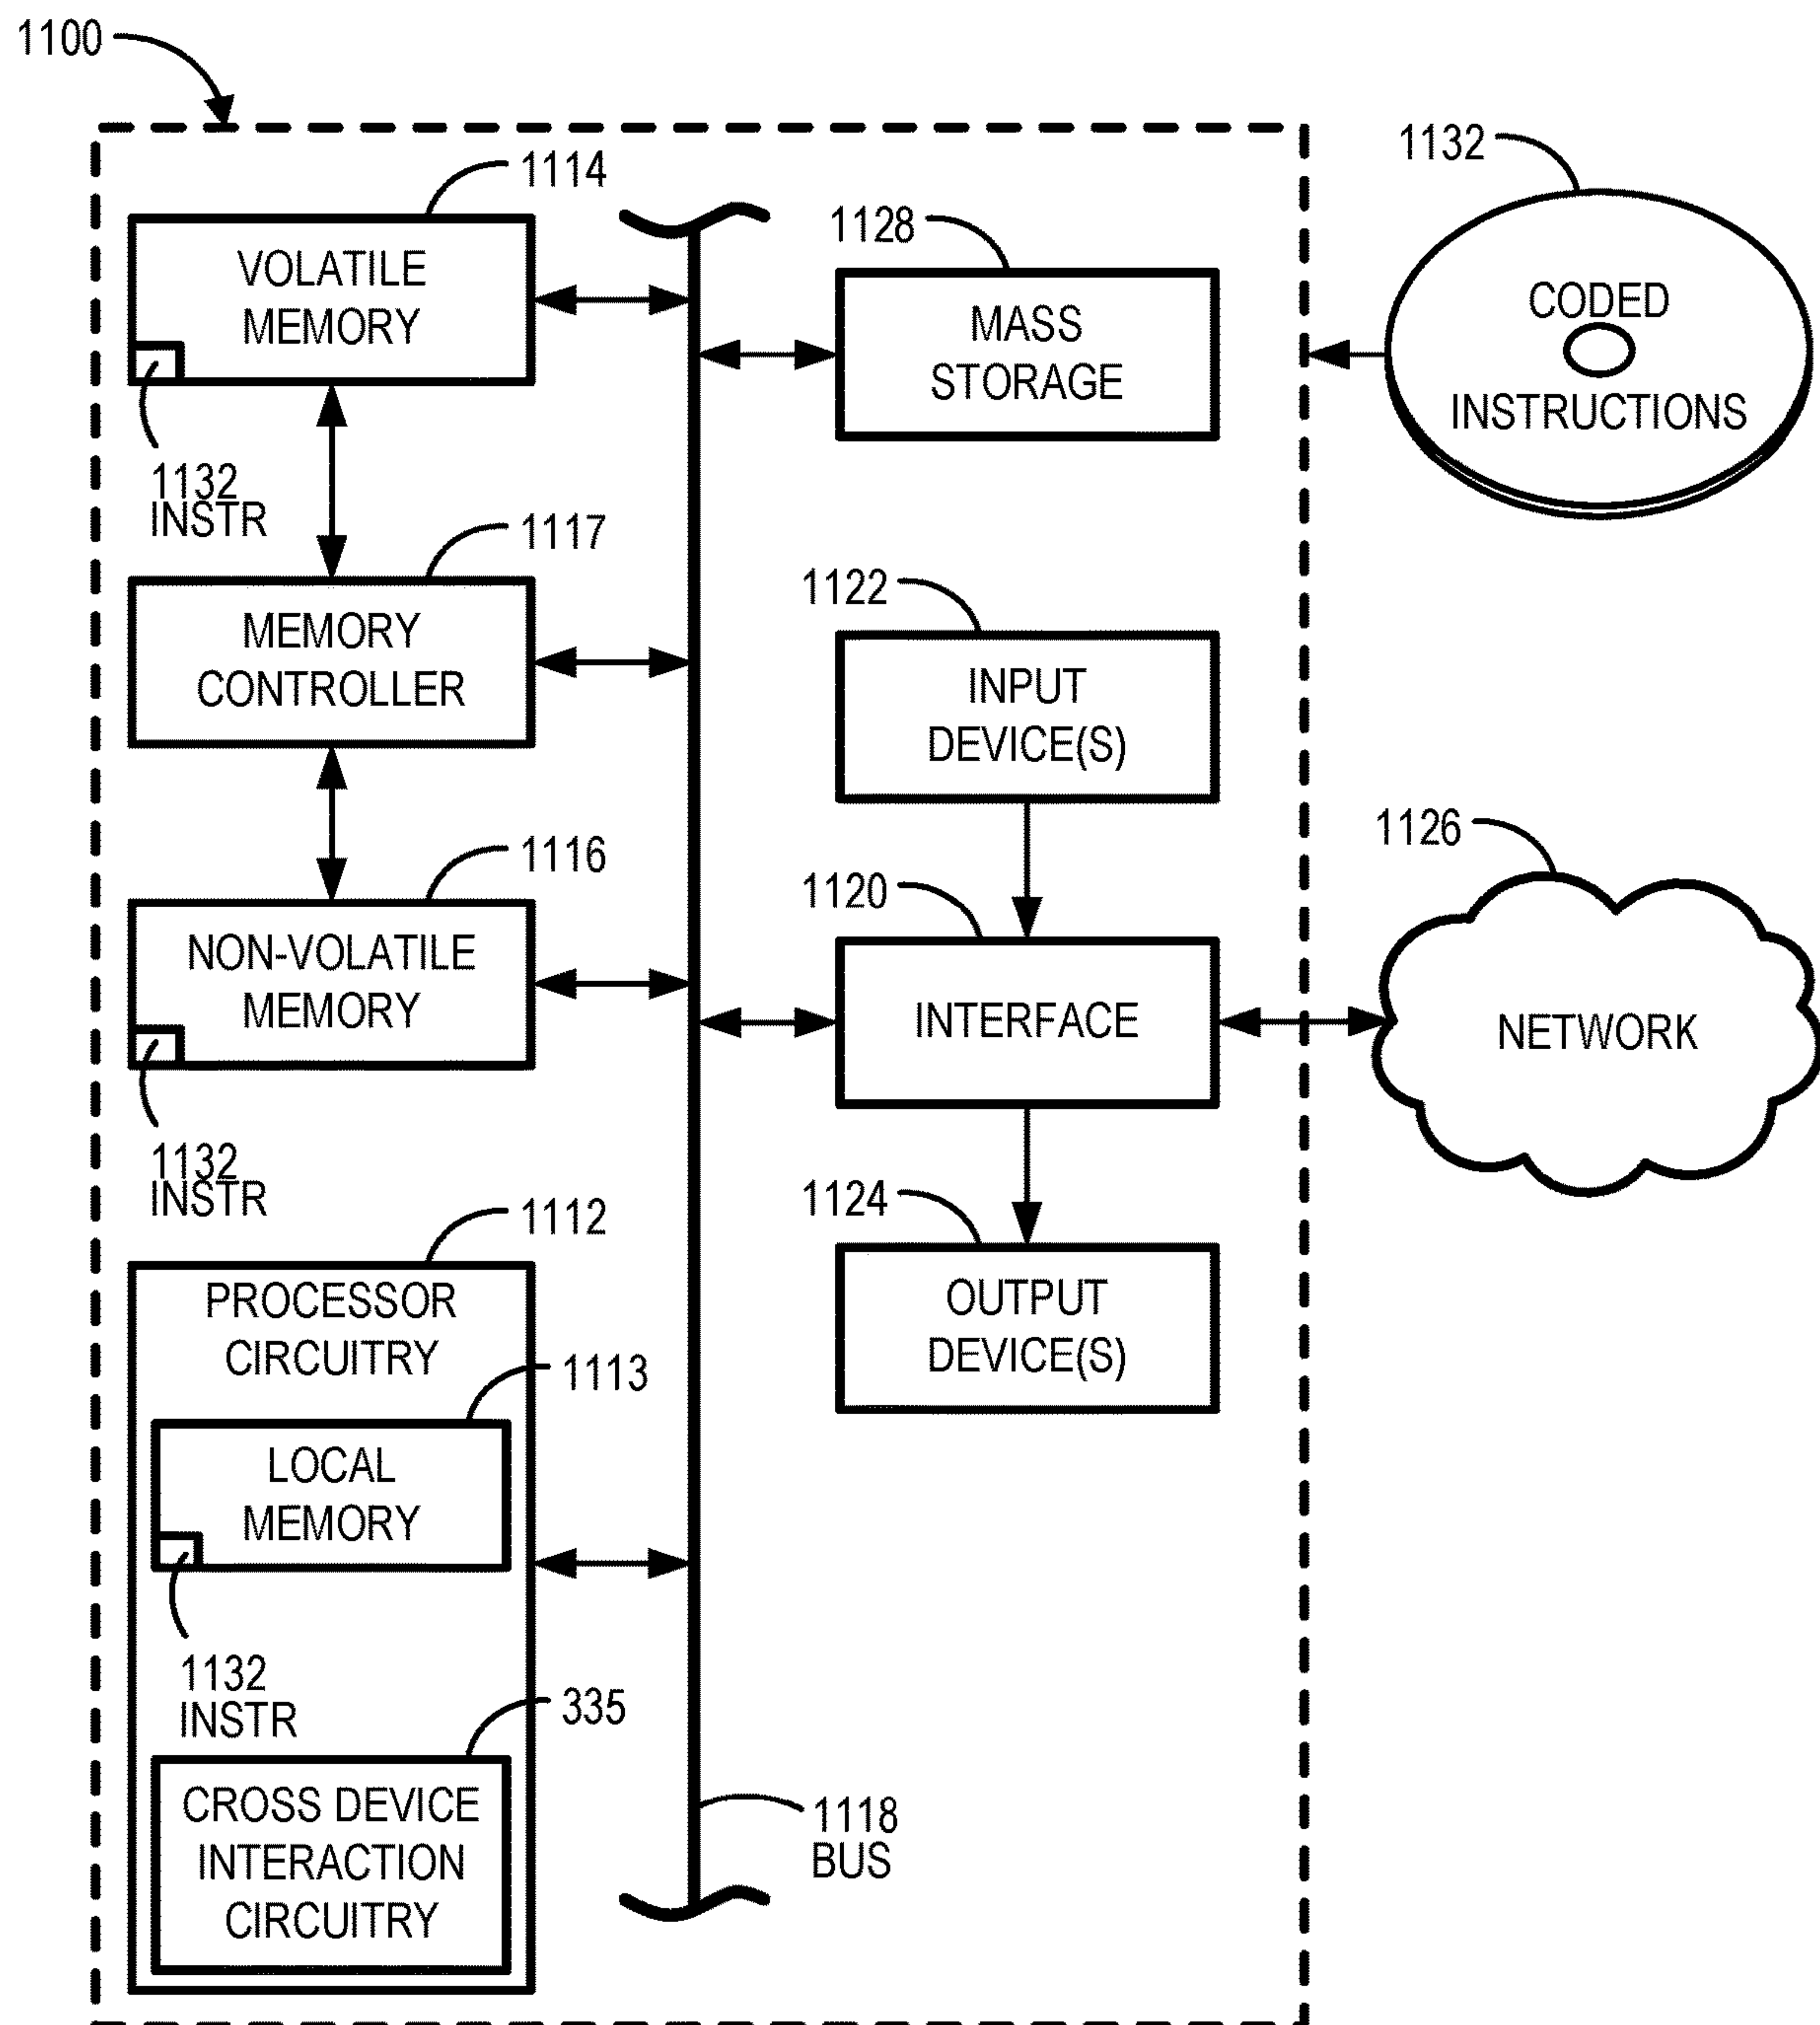 1100
1114
VOLATILE
MEMORY
1132
INSTR
1117
MEMORY
CONTROLLER
1116
NON-VOLATILE
MEMORY
1132
INSTR
1112
PROCESSOR
CIRCUITRY
1113
LOCAL
MEMORY
1132
INSTR
335
CROSS DEVICE
INTERACTION
CIRCUITRY
1118
BUS
1128
MASS
STORAGE
1122
INPUT
DEVICE(S)
1120
INTERFACE
1124
OUTPUT
DEVICE(S)
1132
CODED
INSTRUCTIONS
1126
NETWORK